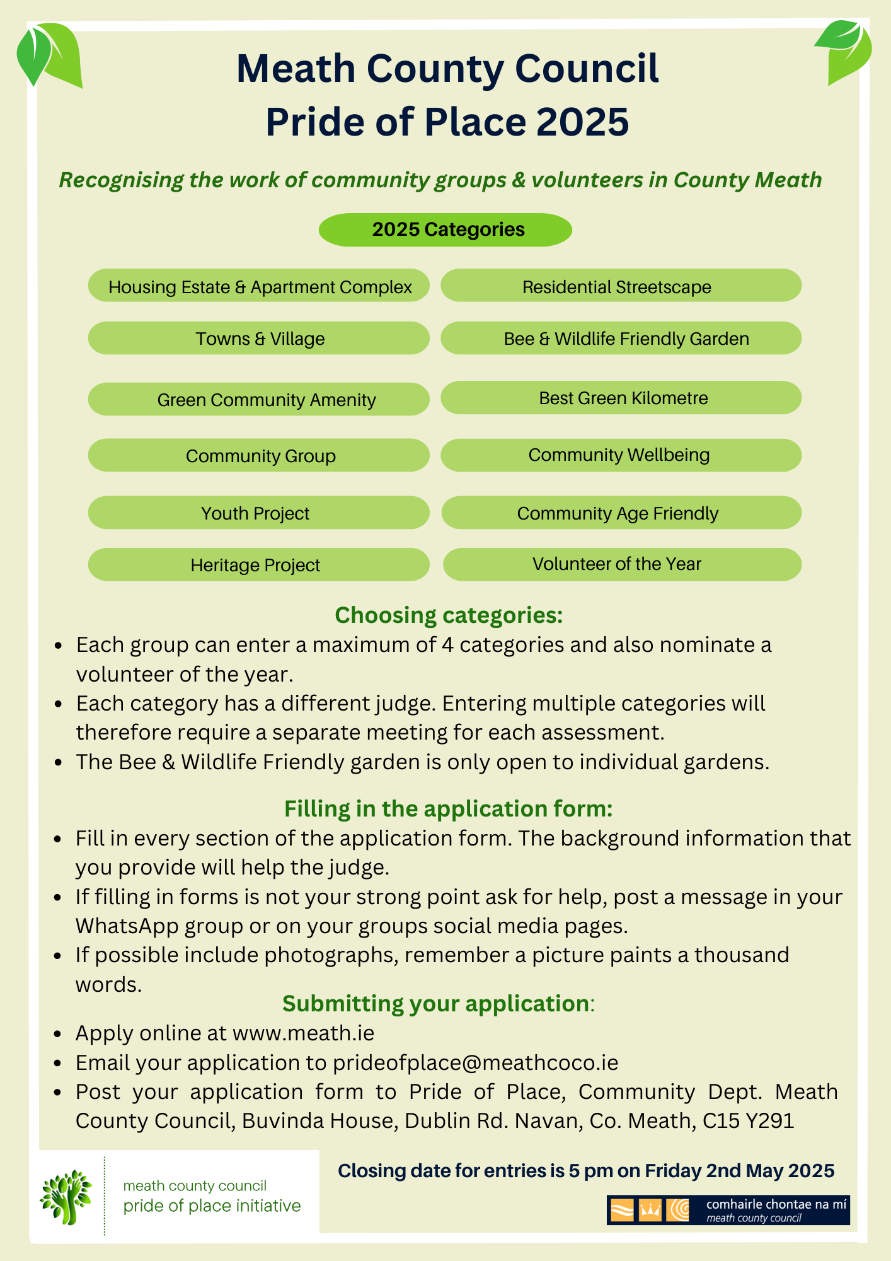 Meath County Council
Pride of Place 2025
Recognising the work of community groups & volunteers in County Meath
2025 Categories
Housing Estate & Apartment Complex
Residential Streetscape
Towns & Village
Bee & Wildlife Friendly Garden
Green Community Amenity
Best Green Kilometre
Community Group
Community Wellbeing
Youth Project
Community Age Friendly
Heritage Project
Volunteer of the Year
Choosing categories:
• Each group can enter a maximum of 4 categories and also nominate a
volunteer of the year.
• Each category has a different judge. Entering multiple categories will
therefore require a separate meeting for each assessment.
• The Bee & Wildlife Friendly garden is only open to individual gardens.
Filling in the application form:
• Fill in every section of the application form. The background information that
you provide will help the judge.
• If filling in forms is not your strong point ask for help, post a message in your
WhatsApp group or on your groups social media pages.
• If possible include photographs, remember a picture paints a thousand
words.
Submitting your application:
• Apply online at www.meath.ie
• Email your application to prideofplace@meathcoco.ie
• Post your application form to Pride of Place, Community Dept. Meath
County Council, Buvinda House, Dublin Rd. Navan, Co. Meath, C15 Y291
meath county council
pride of place initiative
Closing date for entries is 5 pm on Friday 2nd May 2025
comhairle chontae na mí
meath county council